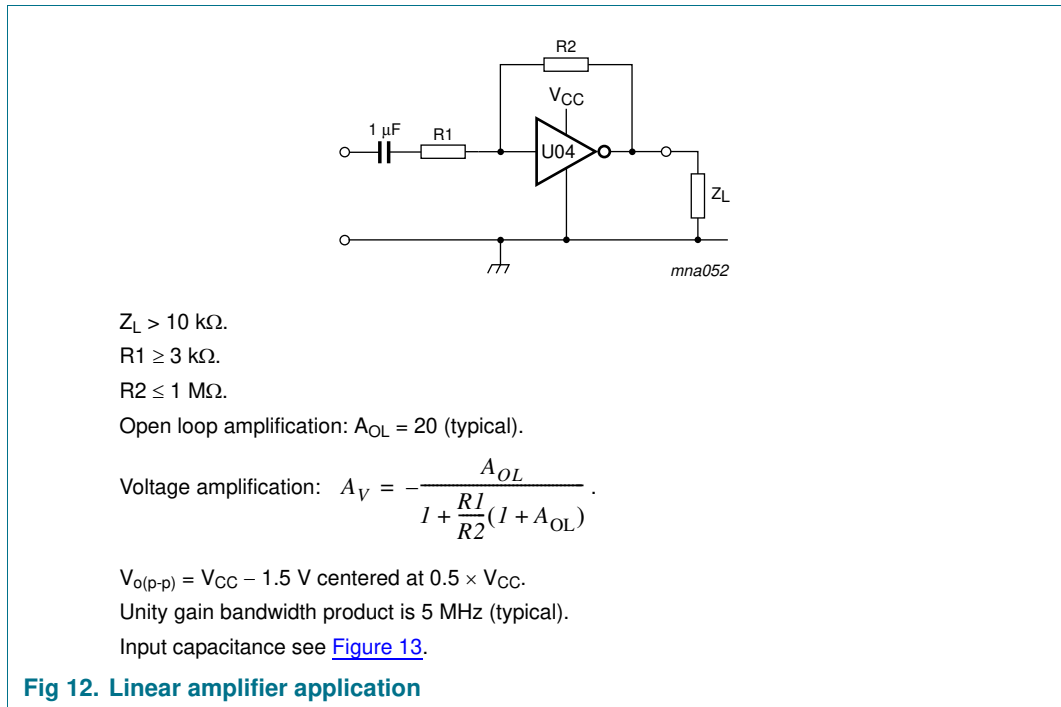 R2
V_CC
1 μF
R1
U04
Z_L
mna052
Z_L > 10 kΩ.
R1 ≥ 3 kΩ.
R2 ≤ 1 MΩ.
Open loop amplification: A_OL = 20 (typical).
Voltage amplification: A_V = −A_OL / (1 + R1/R2(1 + A_OL)).
V_o(p-p) = V_CC − 1.5 V centered at 0.5 × V_CC.
Unity gain bandwidth product is 5 MHz (typical).
Input capacitance see Figure 13.
Fig 12. Linear amplifier application